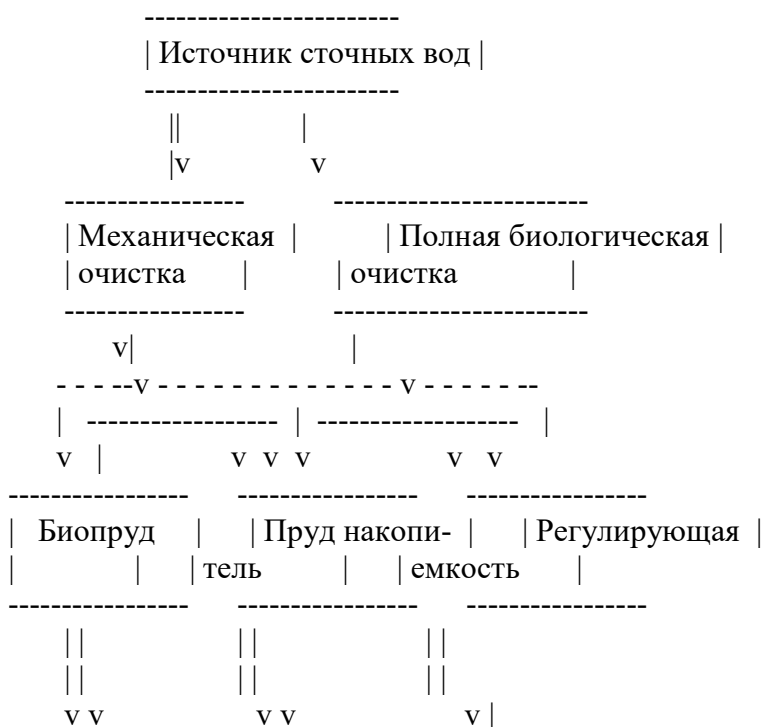 ------------------------
| Источник сточных вод |
------------------------
|| |
|v v
----------------- ------------------------
| Механическая | | Полная биологическая |
| очистка | | очистка |
----------------- ------------------------
v| |
- - - --v - - - - - - - - - - - - - v - - - - - --
| ------------------ | ------------------- |
v | v v v v v
----------------- ----------------- -----------------
| Биопруд | | Пруд накопи- | | Регулирующая |
| | | тель | | емкость |
----------------- ----------------- -----------------
| | | | | |
| | | | | |
v v v v v |